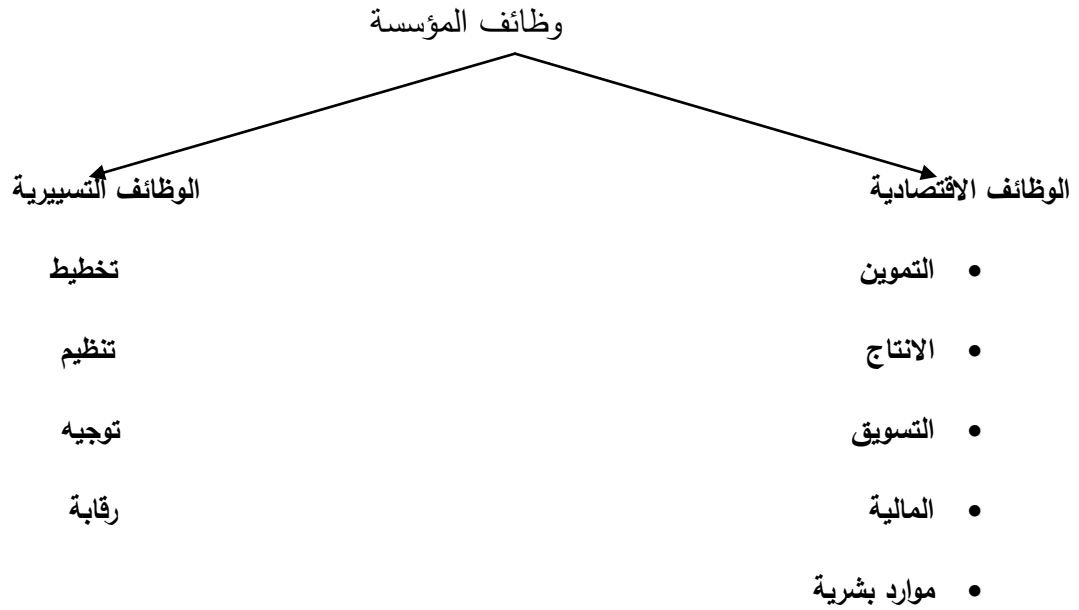 وظائف المؤسسة
الوظائف الاقتصادية الوظائف التسييرية
• التموين تخطيط
• الانتاج تنظيم
• التسويق توجيه
• المالية رقابة
• موارد بشرية